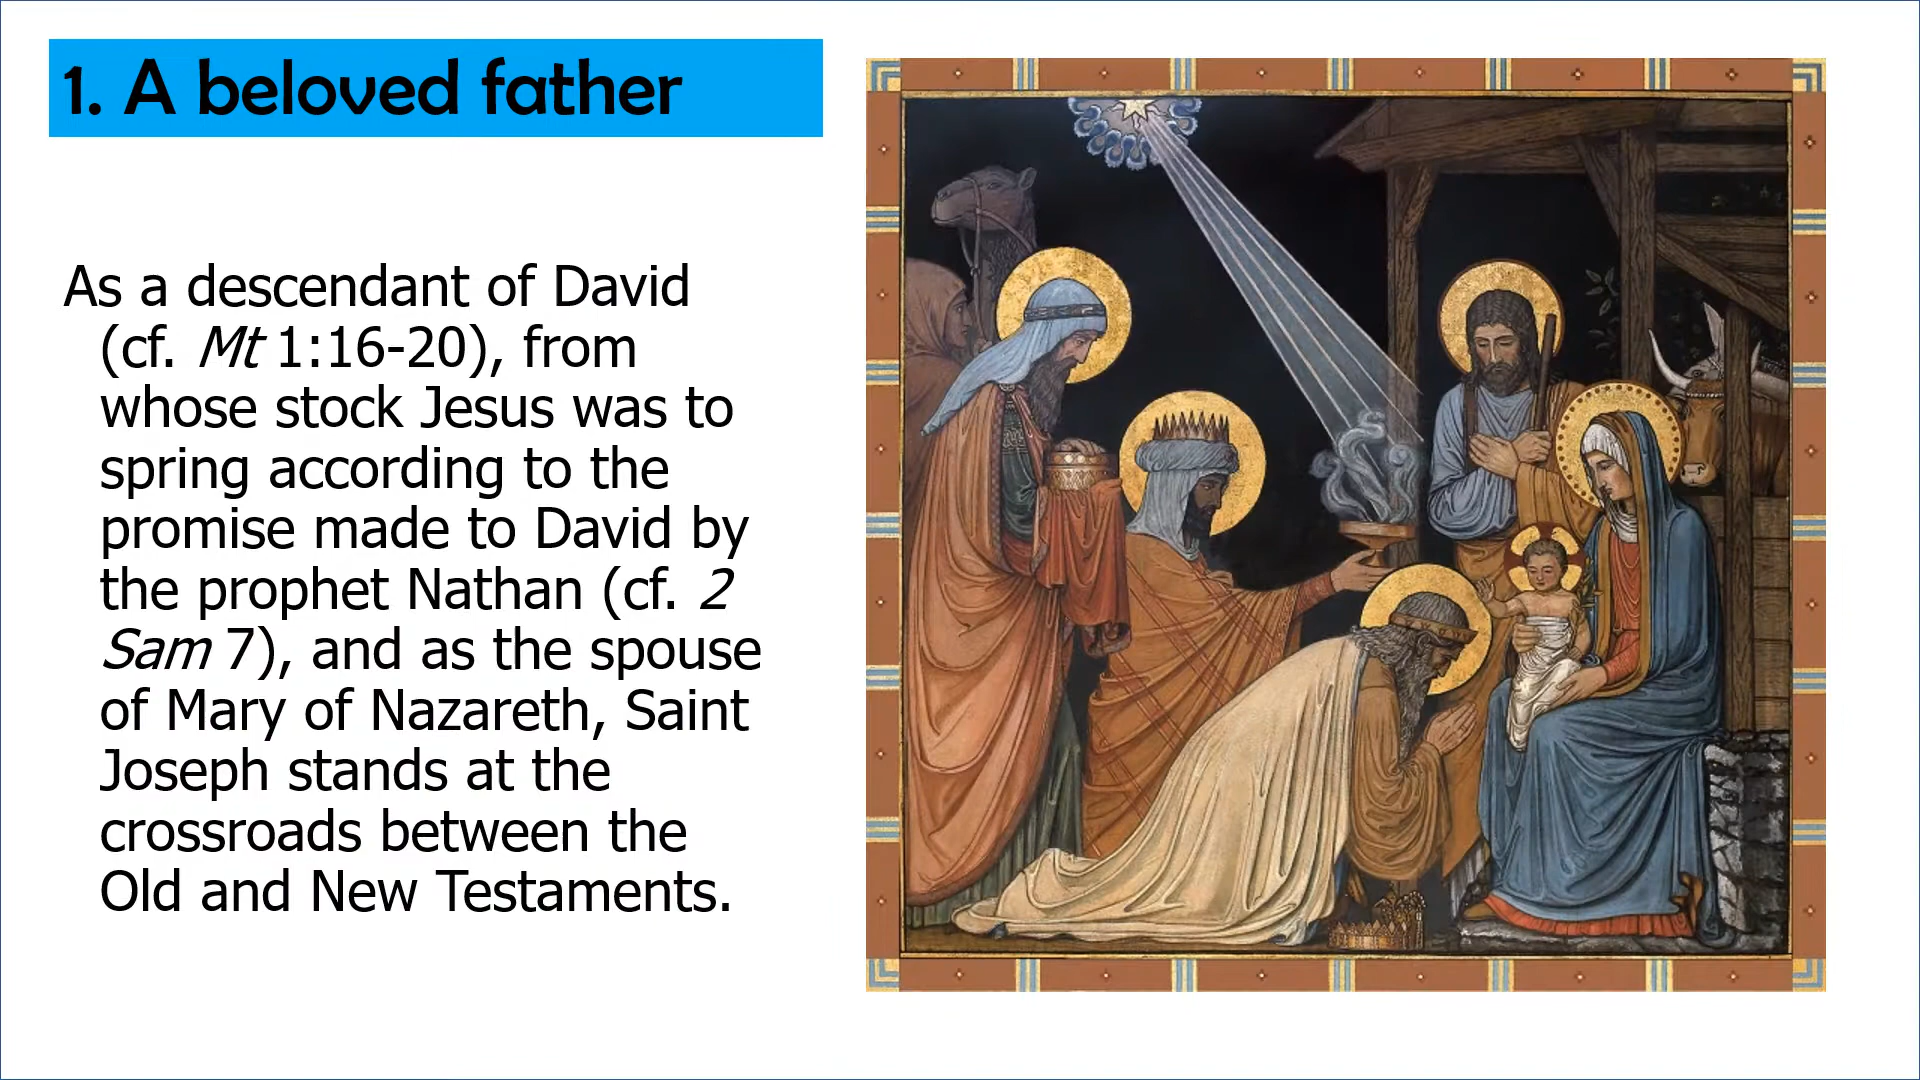 1. A beloved father
As a descendant of David
(cf. Mt 1:16-20), from
whose stock Jesus was to
spring according to the
promise made to David by
the prophet Nathan (cf. 2
Sam 7), and as the spouse
of Mary of Nazareth, Saint
Joseph stands at the
crossroads between the
Old and New Testaments.